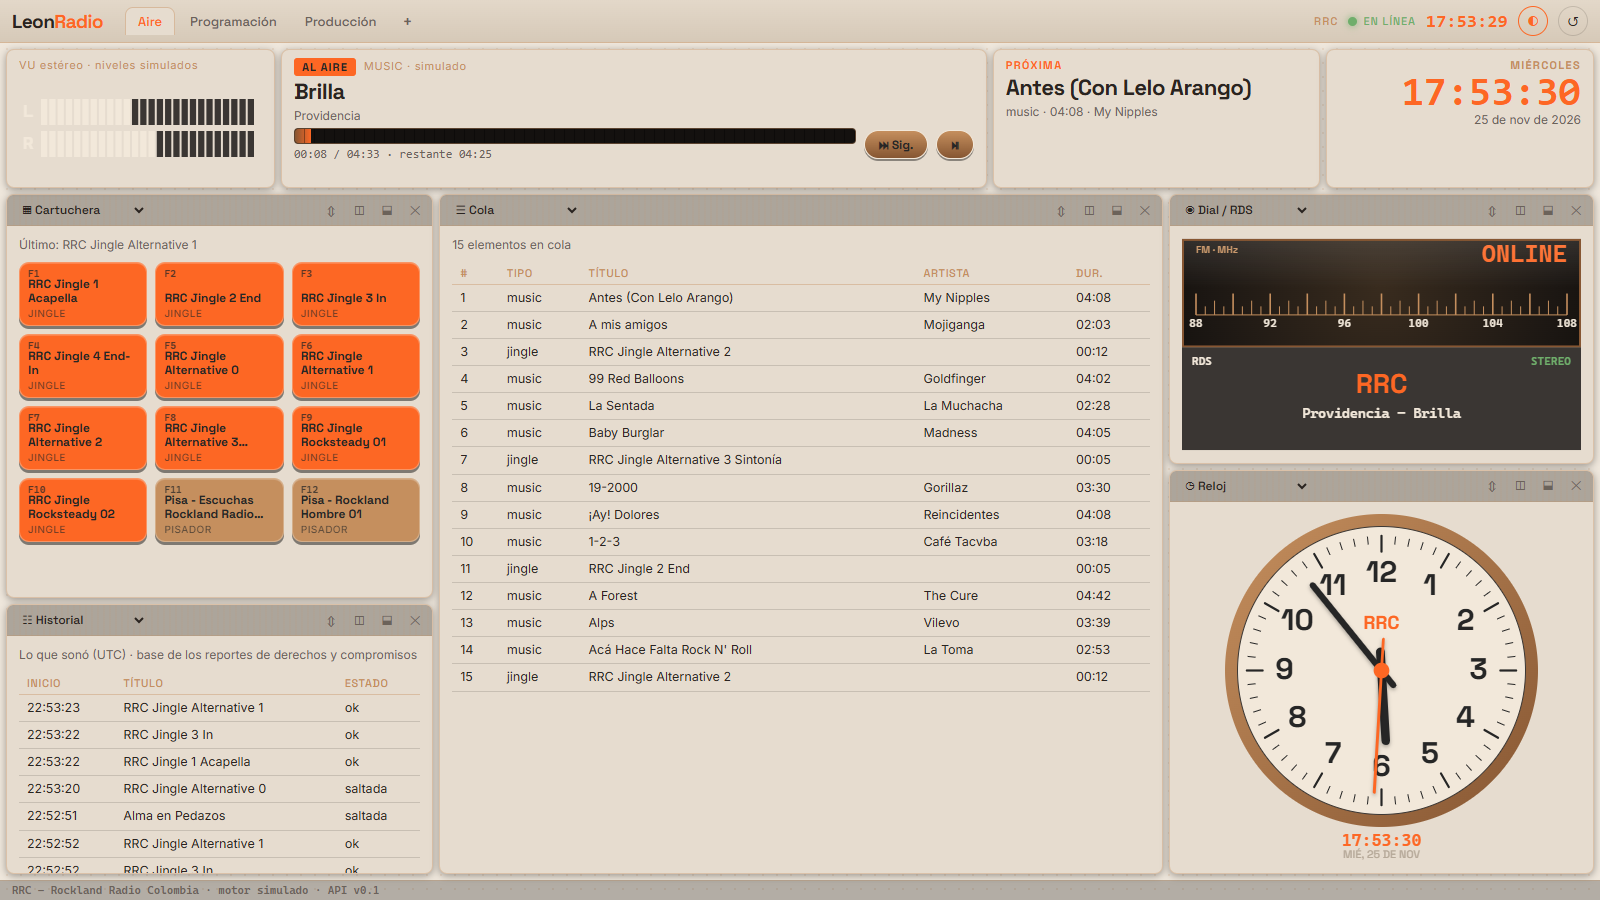 LeonRadio
Aire
Programación
Producción
+
RRC
EN LÍNEA
17:53:29
VU estéreo · niveles simulados
L
R
AL AIRE
MUSIC · simulado
Brilla
Providencia
00:08 / 04:33 · restante 04:25
Sig.
PRÓXIMA
Antes (Con Lelo Arango)
music · 04:08 · My Nipples
MIÉRCOLES
17:53:30
25 de nov de 2026
Cartuchera
Último: RRC Jingle Alternative 1
F1
RRC Jingle 1
Acapella
JINGLE
F2
RRC Jingle 2 End
JINGLE
F3
RRC Jingle 3 In
JINGLE
F4
RRC Jingle 4 End-
In
JINGLE
F5
RRC Jingle
Alternative 0
JINGLE
F6
RRC Jingle
Alternative 1
JINGLE
F7
RRC Jingle
Alternative 2
JINGLE
F8
RRC Jingle
Alternative 3...
JINGLE
F9
RRC Jingle
Rocksteady 01
JINGLE
F10
RRC Jingle
Rocksteady 02
JINGLE
F11
Pisa - Escuchas
Rockland Radio...
PISADOR
F12
Pisa - Rockland
Hombre 01
PISADOR
Historial
Lo que sonó (UTC) · base de los reportes de derechos y compromisos
INICIO TÍTULO ESTADO
22:53:23 RRC Jingle Alternative 1 ok
22:53:22 RRC Jingle 3 In ok
22:53:22 RRC Jingle 1 Acapella ok
22:53:20 RRC Jingle Alternative 0 saltada
22:52:51 Alma en Pedazos saltada
22:52:52 RRC Jingle Alternative 1 ok
22:52:52 RRC Jingle 3 In ok
Cola
15 elementos en cola
# TIPO TÍTULO ARTISTA DUR.
1 music Antes (Con Lelo Arango) My Nipples 04:08
2 music A mis amigos Mojiganga 02:03
3 jingle RRC Jingle Alternative 2 00:12
4 music 99 Red Balloons Goldfinger 04:02
5 music La Sentada La Muchacha 02:28
6 music Baby Burglar Madness 04:05
7 jingle RRC Jingle Alternative 3 Sintonía 00:05
8 music 19-2000 Gorillaz 03:30
9 music ¡Ay! Dolores Reincidentes 04:08
10 music 1-2-3 Café Tacvba 03:18
11 jingle RRC Jingle 2 End 00:05
12 music A Forest The Cure 04:42
13 music Alps Vilevo 03:39
14 music Acá Hace Falta Rock N' Roll La Toma 02:53
15 jingle RRC Jingle Alternative 2 00:12
Dial / RDS
FM·MHz
ONLINE
88 92 96 100 104 108
RDS
STEREO
RRC
Providencia — Brilla
Reloj
12
1
2
3
4
5
6
7
8
9
10
11
RRC
17:53:30
MIÉ, 25 DE NOV
RRC — Rockland Radio Colombia · motor simulado · API v0.1